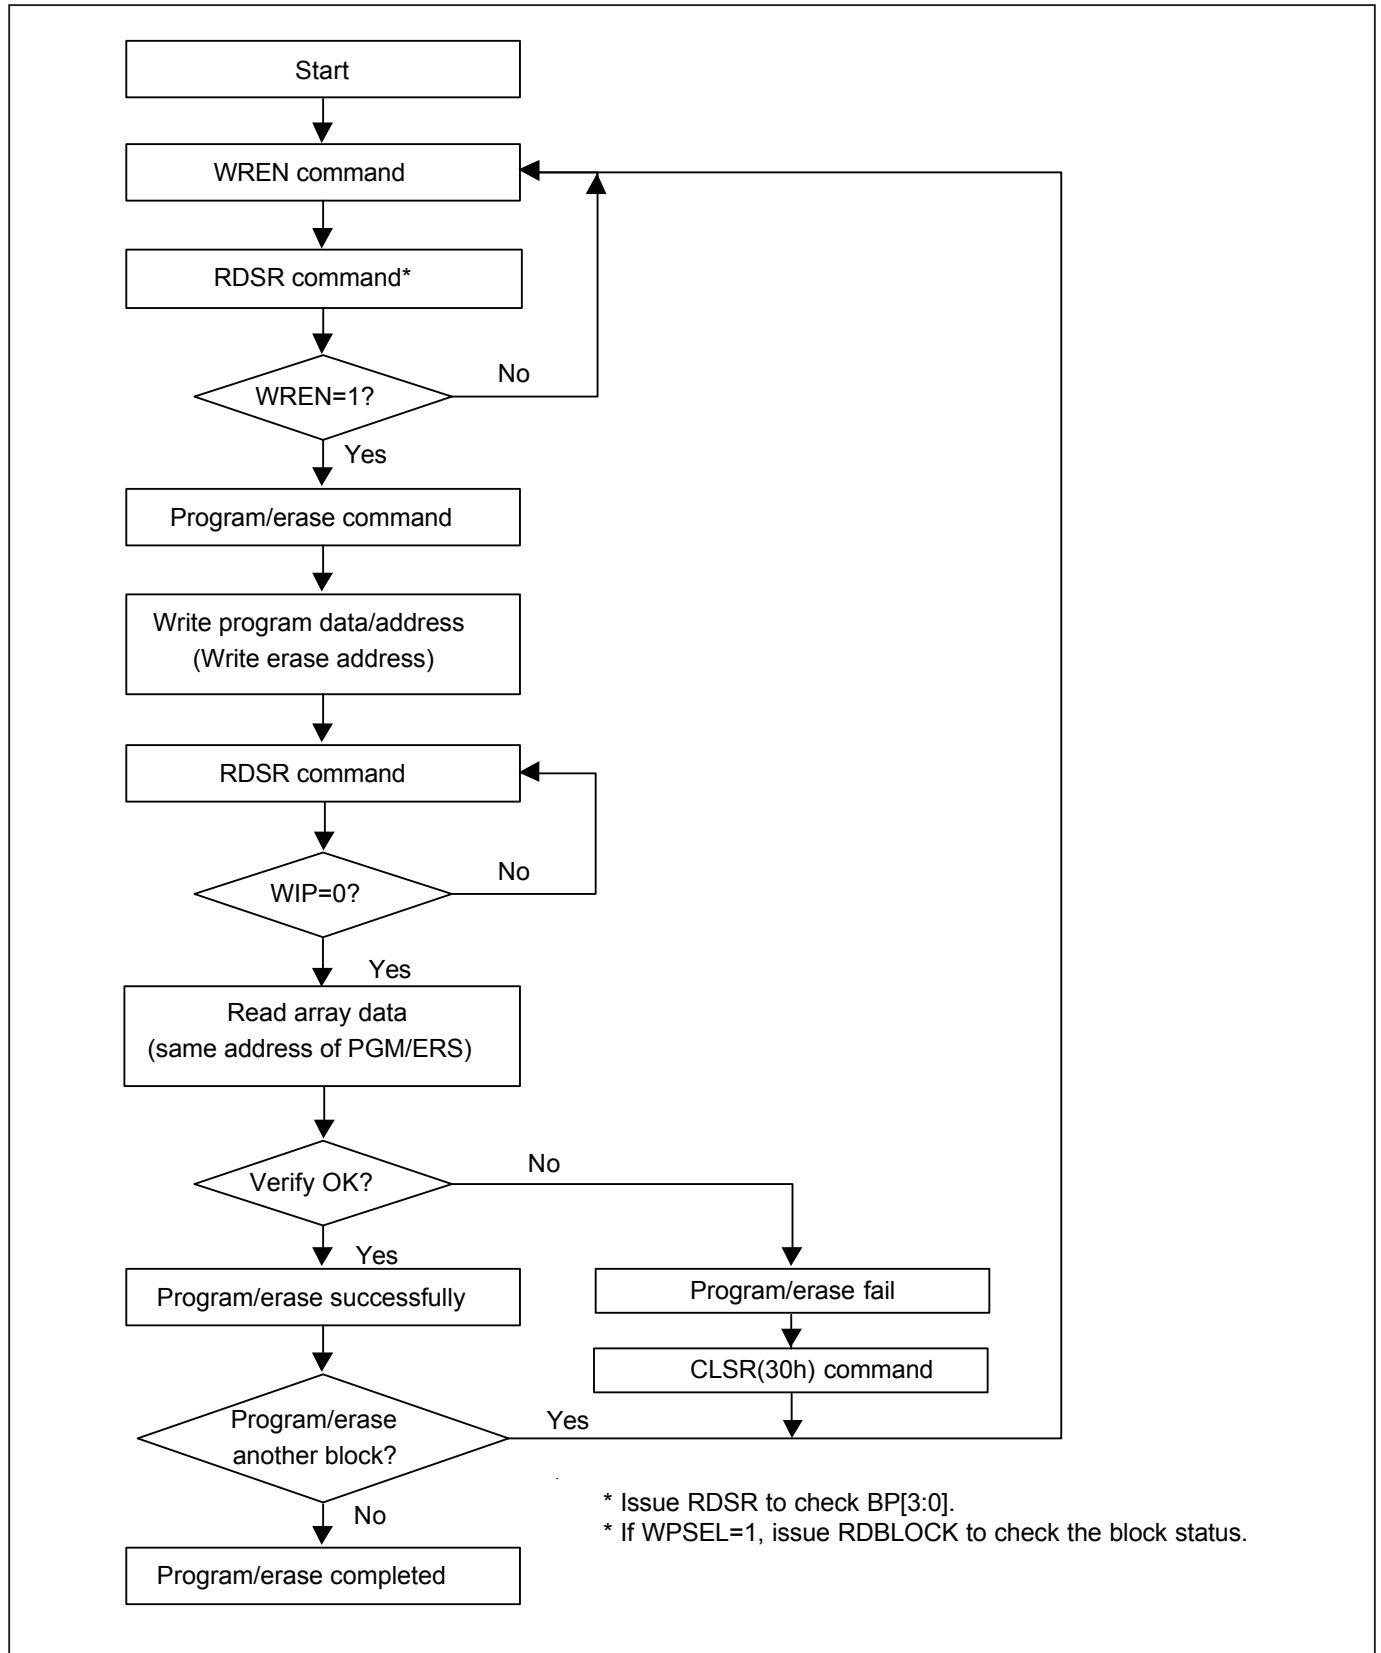 Start
WREN command
RDSR command*
WREN=1?
No
Yes
Program/erase command
Write program data/address
(Write erase address)
RDSR command
WIP=0?
No
Yes
Read array data
(same address of PGM/ERS)
Verify OK?
No
Yes
Program/erase successfully
Program/erase fail
CLSR(30h) command
Program/erase
another block?
Yes
No
* Issue RDSR to check BP[3:0].
* If WPSEL=1, issue RDBLOCK to check the block status.
Program/erase completed